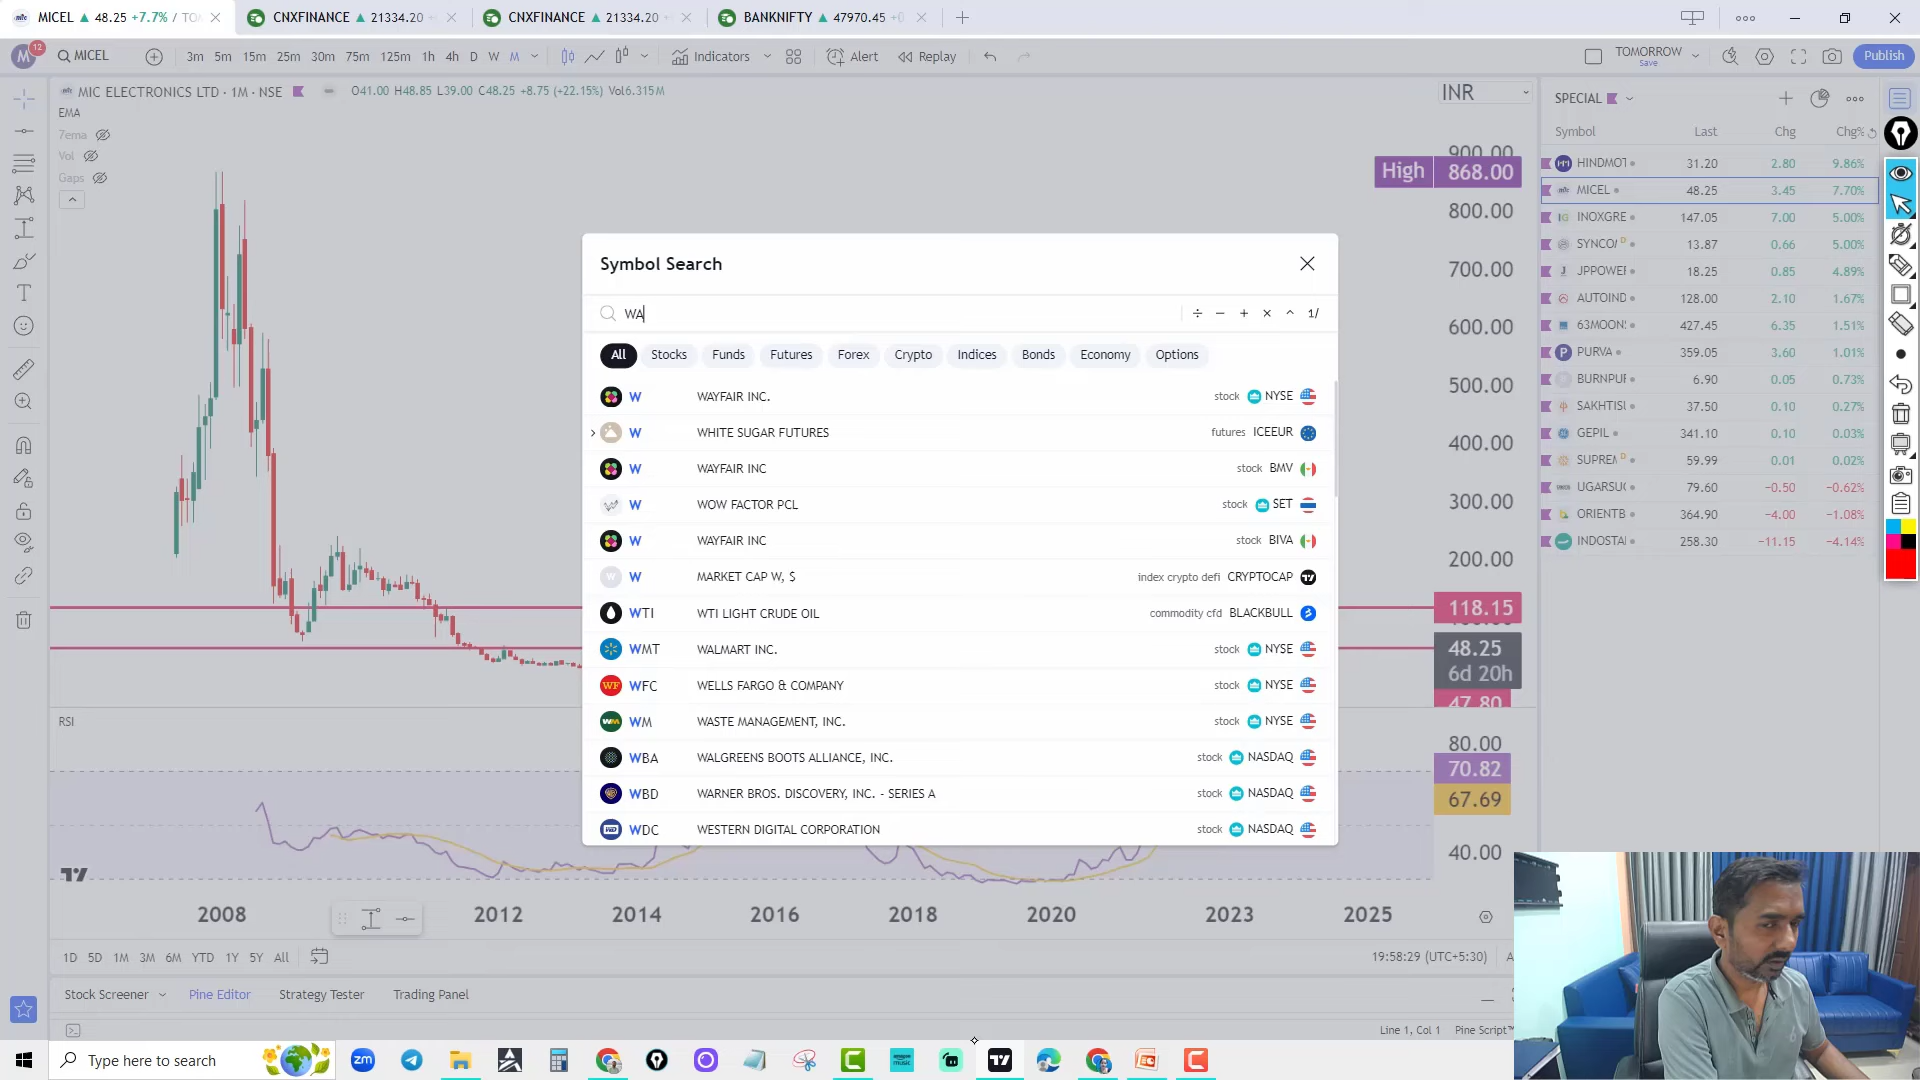 MICEL ▲ 48.25 +7.7% / TO
CNXFINANCE ▲ 21334.20
CNXFINANCE ▲ 21334.20
BANKNIFTY ▲ 47970.45
M 12
MICEL
3m 5m 15m 25m 30m 75m 125m 1h 4h D W M
Indicators
Alert
Replay
TOMORROW
Save
Publish
MIC ELECTRONICS LTD · 1M · NSE
O41.00 H48.85 L39.00 C48.25 +8.75 (+22.15%) Vol6.315M
INR
EMA
7ema
Vol
Gaps
900.00
High 868.00
800.00
700.00
600.00
500.00
400.00
300.00
200.00
118.15
48.25
6d 20h
47.80
RSI
80.00
70.82
67.69
40.00
2008 2012 2014 2016 2018 2020 2023 2025
1D 5D 1M 3M 6M YTD 1Y 5Y All
19:58:29 (UTC+5:30)
Stock Screener Pine Editor Strategy Tester Trading Panel
Line 1, Col 1 Pine Script™
SPECIAL
Symbol Last Chg Chg%
HINDMOT 31.20 2.80 9.86%
MICEL 48.25 3.45 7.70%
INOXGRE 147.05 7.00 5.00%
SYNCO D 13.87 0.66 5.00%
JPPOWE 18.25 0.85 4.89%
AUTOIND 128.00 2.10 1.67%
63MOON 427.45 6.35 1.51%
PURVA 359.05 3.60 1.01%
BURNPU 6.90 0.05 0.73%
SAKHTIS 37.50 0.10 0.27%
GEPIL 341.10 0.10 0.03%
SUPREM D 59.99 0.01 0.02%
UGARSU 79.60 −0.50 −0.62%
ORIENTB 364.90 −4.00 −1.08%
INDOSTA 258.30 −11.15 −4.14%
Symbol Search
WA
÷ − + × ^ 1/
All Stocks Funds Futures Forex Crypto Indices Bonds Economy Options
W WAYFAIR INC. stock NYSE
W WHITE SUGAR FUTURES futures ICEEUR
W WAYFAIR INC stock BMV
W WOW FACTOR PCL stock SET
W WAYFAIR INC stock BIVA
W W MARKET CAP W, $ index crypto defi CRYPTOCAP
WTI WTI LIGHT CRUDE OIL commodity cfd BLACKBULL
WMT WALMART INC. stock NYSE
WF WFC WELLS FARGO & COMPANY stock NYSE
WM WM WASTE MANAGEMENT, INC. stock NYSE
WBA WALGREENS BOOTS ALLIANCE, INC. stock NASDAQ
WBD WARNER BROS. DISCOVERY, INC. - SERIES A stock NASDAQ
WDC WESTERN DIGITAL CORPORATION stock NASDAQ
Type here to search
zm